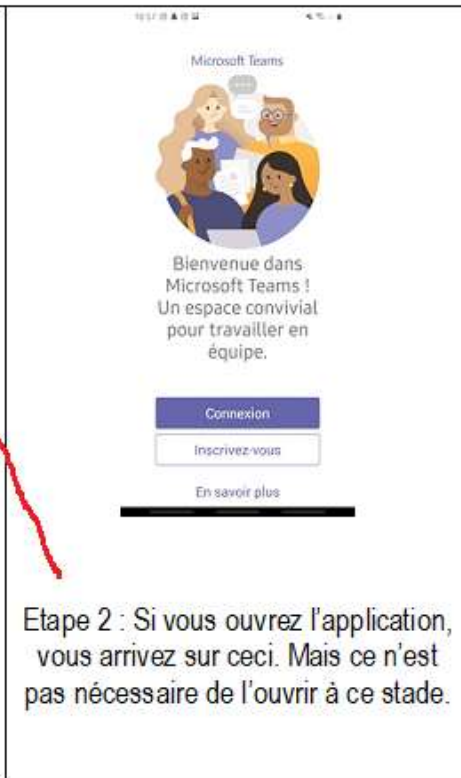 Microsoft Teams
Bienvenue dans
Microsoft Teams !
Un espace convivial
pour travailler en
équipe.
Connexion
Inscrivez-vous
En savoir plus
Etape 2 : Si vous ouvrez l'application,
vous arrivez sur ceci. Mais ce n'est
pas nécessaire de l'ouvrir à ce stade.